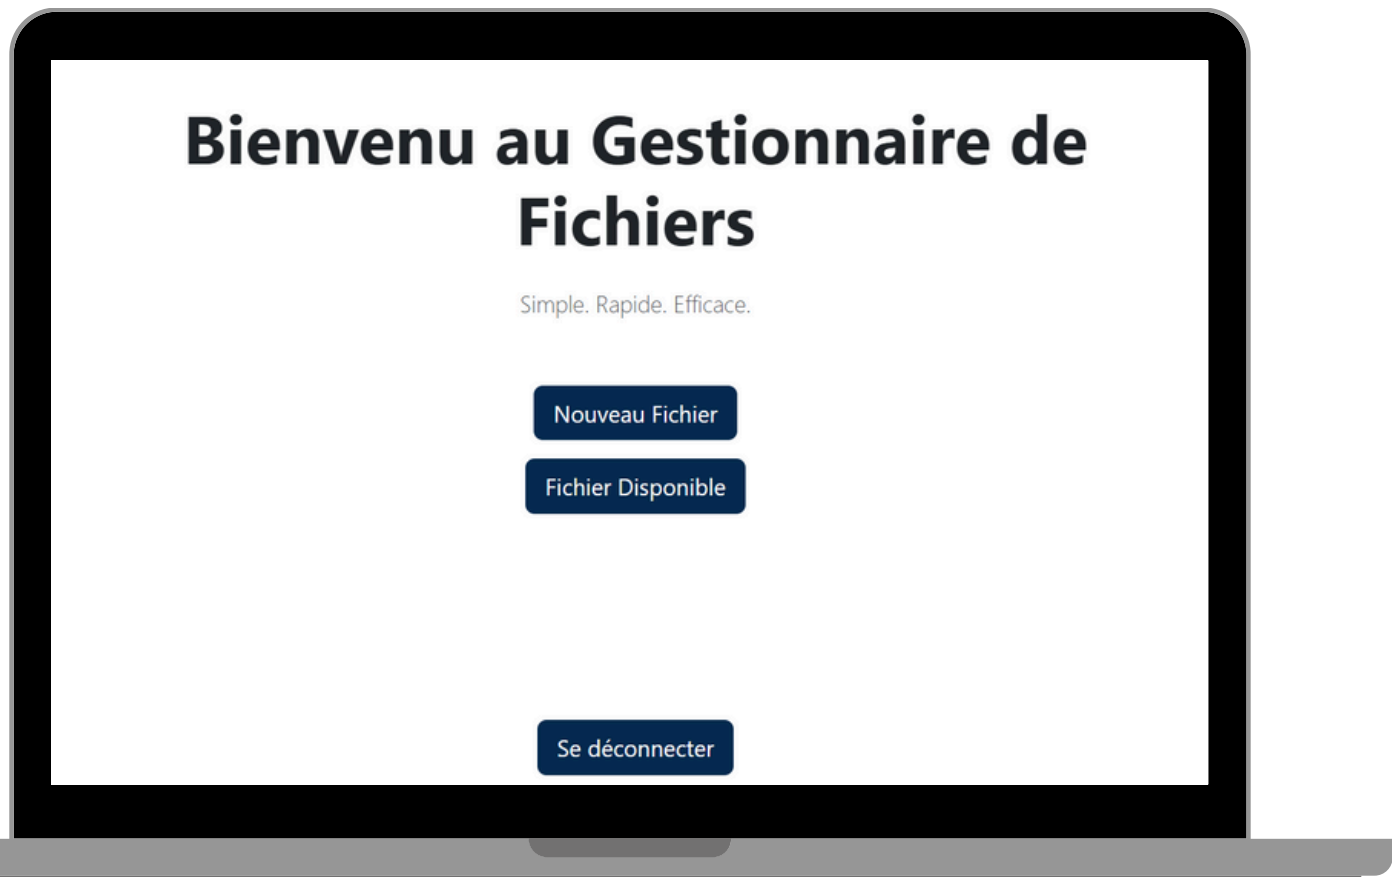 Bienvenu au Gestionnaire de
Fichiers
Simple. Rapide. Efficace.
Nouveau Fichier
Fichier Disponible
Se déconnecter